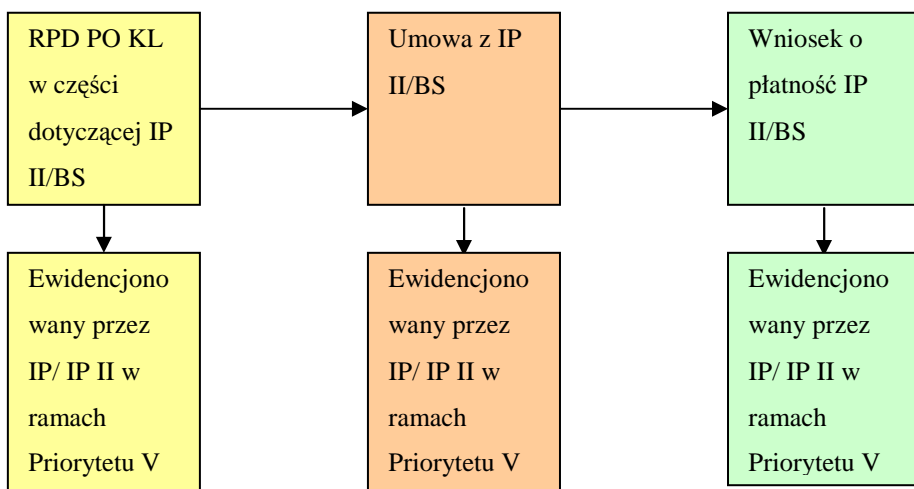 RPD PO KL
w części
dotyczącej IP
II/BS
Umowa z IP
II/BS
Wniosek o
płatność IP
II/BS
Ewidencjono
wany przez
IP/ IP II w
ramach
Priorytetu V
Ewidencjono
wany przez
IP/ IP II w
ramach
Priorytetu V
Ewidencjono
wany przez
IP/ IP II w
ramach
Priorytetu V